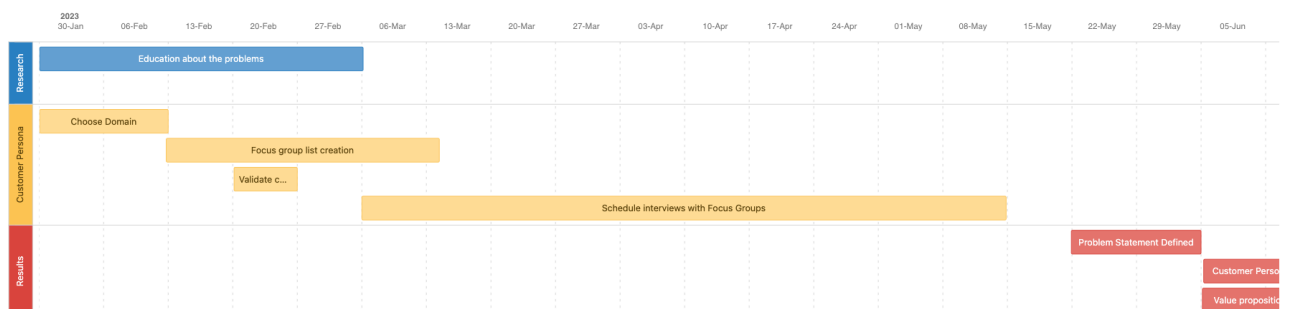 2023
30-Jan 06-Feb 13-Feb 20-Feb 27-Feb 06-Mar 13-Mar 20-Mar 27-Mar 03-Apr 10-Apr 17-Apr 24-Apr 01-May 08-May 15-May 22-May 29-May 05-Jun
Research
Education about the problems
Customer Persona
Choose Domain
Focus group list creation
Validate c...
Schedule interviews with Focus Groups
Results
Problem Statement Defined
Customer Perso
Value propositic